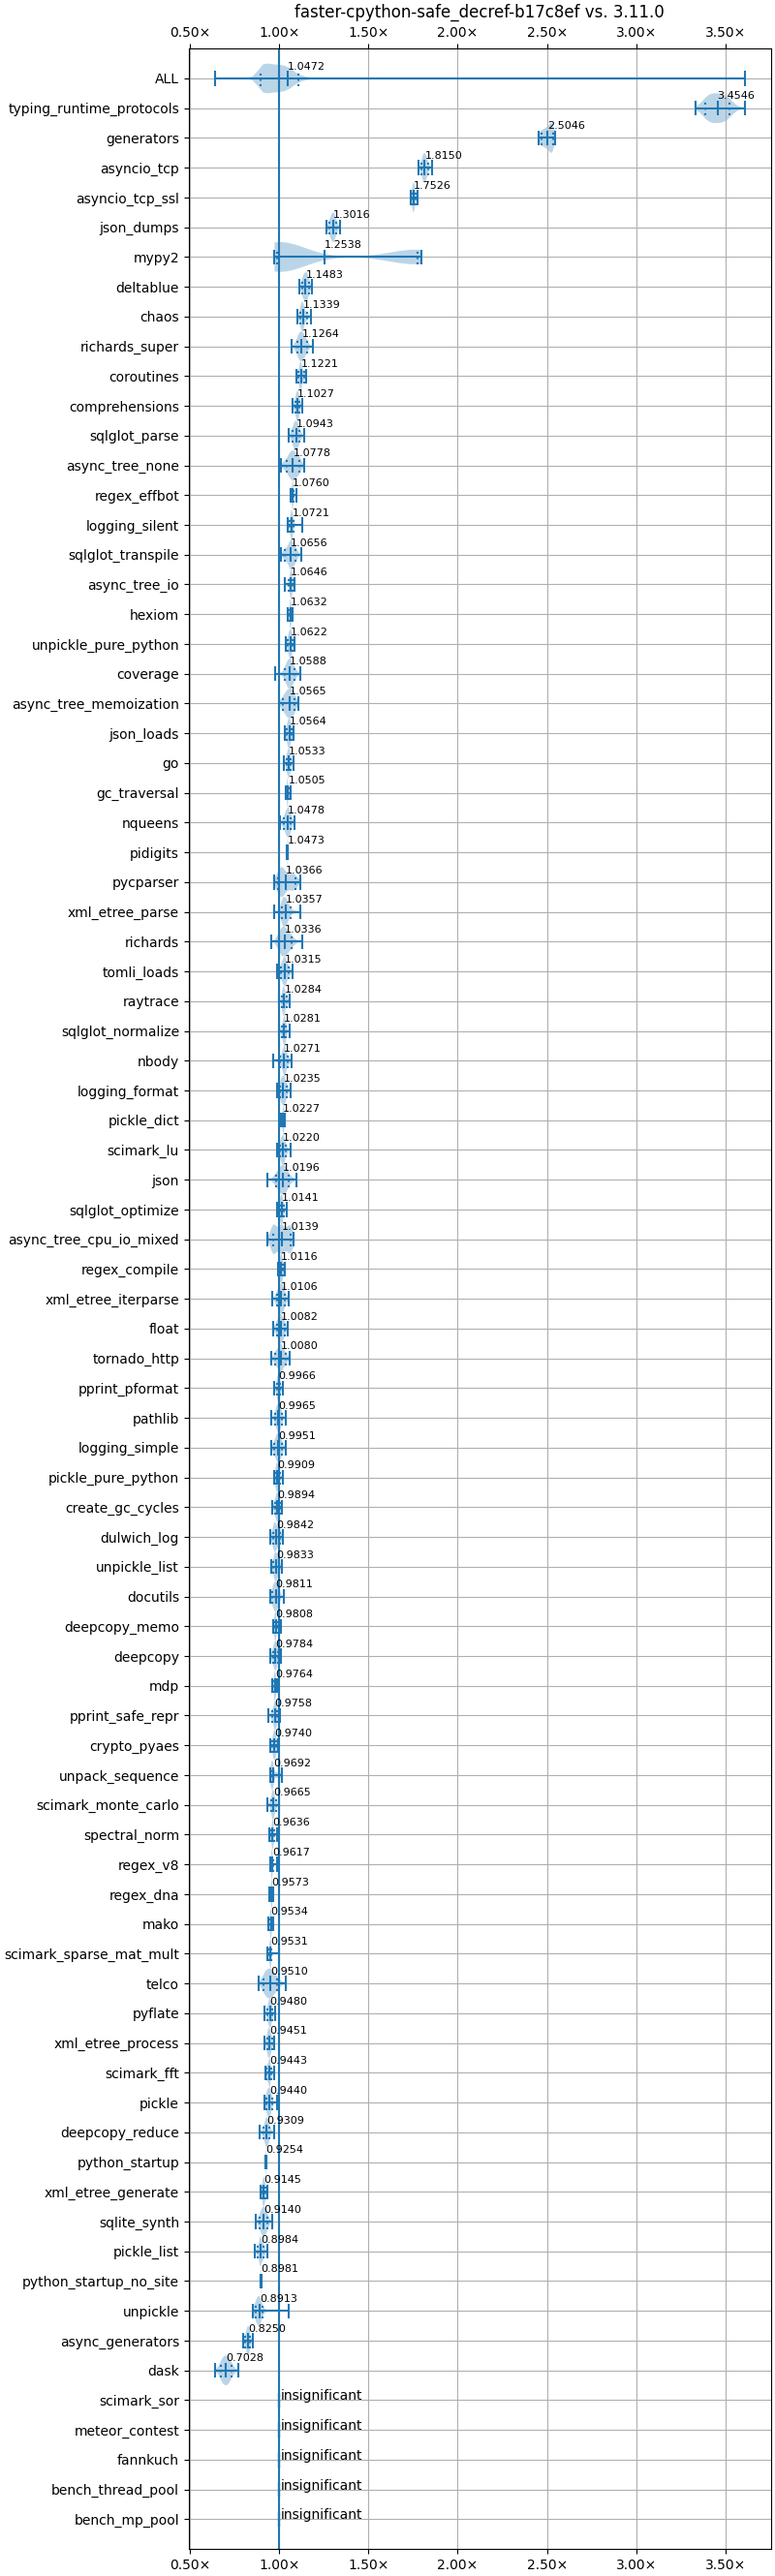 faster-cpython-safe_decref-b17c8ef vs. 3.11.0
0.50× 1.00× 1.50× 2.00× 2.50× 3.00× 3.50×
ALL 1.0472
typing_runtime_protocols 3.4546
generators 2.5046
asyncio_tcp 1.8150
asyncio_tcp_ssl 1.7526
json_dumps 1.3016
mypy2 1.2538
deltablue 1.1483
chaos 1.1339
richards_super 1.1264
coroutines 1.1221
comprehensions 1.1027
sqlglot_parse 1.0943
async_tree_none 1.0778
regex_effbot 1.0760
logging_silent 1.0721
sqlglot_transpile 1.0656
async_tree_io 1.0646
hexiom 1.0632
unpickle_pure_python 1.0622
coverage 1.0588
async_tree_memoization 1.0565
json_loads 1.0564
go 1.0533
gc_traversal 1.0505
nqueens 1.0478
pidigits 1.0473
pycparser 1.0366
xml_etree_parse 1.0357
richards 1.0336
tomli_loads 1.0315
raytrace 1.0284
sqlglot_normalize 1.0281
nbody 1.0271
logging_format 1.0235
pickle_dict 1.0227
scimark_lu 1.0220
json 1.0196
sqlglot_optimize 1.0141
async_tree_cpu_io_mixed 1.0139
regex_compile 1.0116
xml_etree_iterparse 1.0106
float 1.0082
tornado_http 1.0080
pprint_pformat 0.9966
pathlib 0.9965
logging_simple 0.9951
pickle_pure_python 0.9909
create_gc_cycles 0.9894
dulwich_log 0.9842
unpickle_list 0.9833
docutils 0.9811
deepcopy_memo 0.9808
deepcopy 0.9784
mdp 0.9764
pprint_safe_repr 0.9758
crypto_pyaes 0.9740
unpack_sequence 0.9692
scimark_monte_carlo 0.9665
spectral_norm 0.9636
regex_v8 0.9617
regex_dna 0.9573
mako 0.9534
scimark_sparse_mat_mult 0.9531
telco 0.9510
pyflate 0.9480
xml_etree_process 0.9451
scimark_fft 0.9443
pickle 0.9440
deepcopy_reduce 0.9309
python_startup 0.9254
xml_etree_generate 0.9145
sqlite_synth 0.9140
pickle_list 0.8984
python_startup_no_site 0.8981
unpickle 0.8913
async_generators 0.8250
dask 0.7028
scimark_sor insignificant
meteor_contest insignificant
fannkuch insignificant
bench_thread_pool insignificant
bench_mp_pool insignificant
0.50× 1.00× 1.50× 2.00× 2.50× 3.00× 3.50×